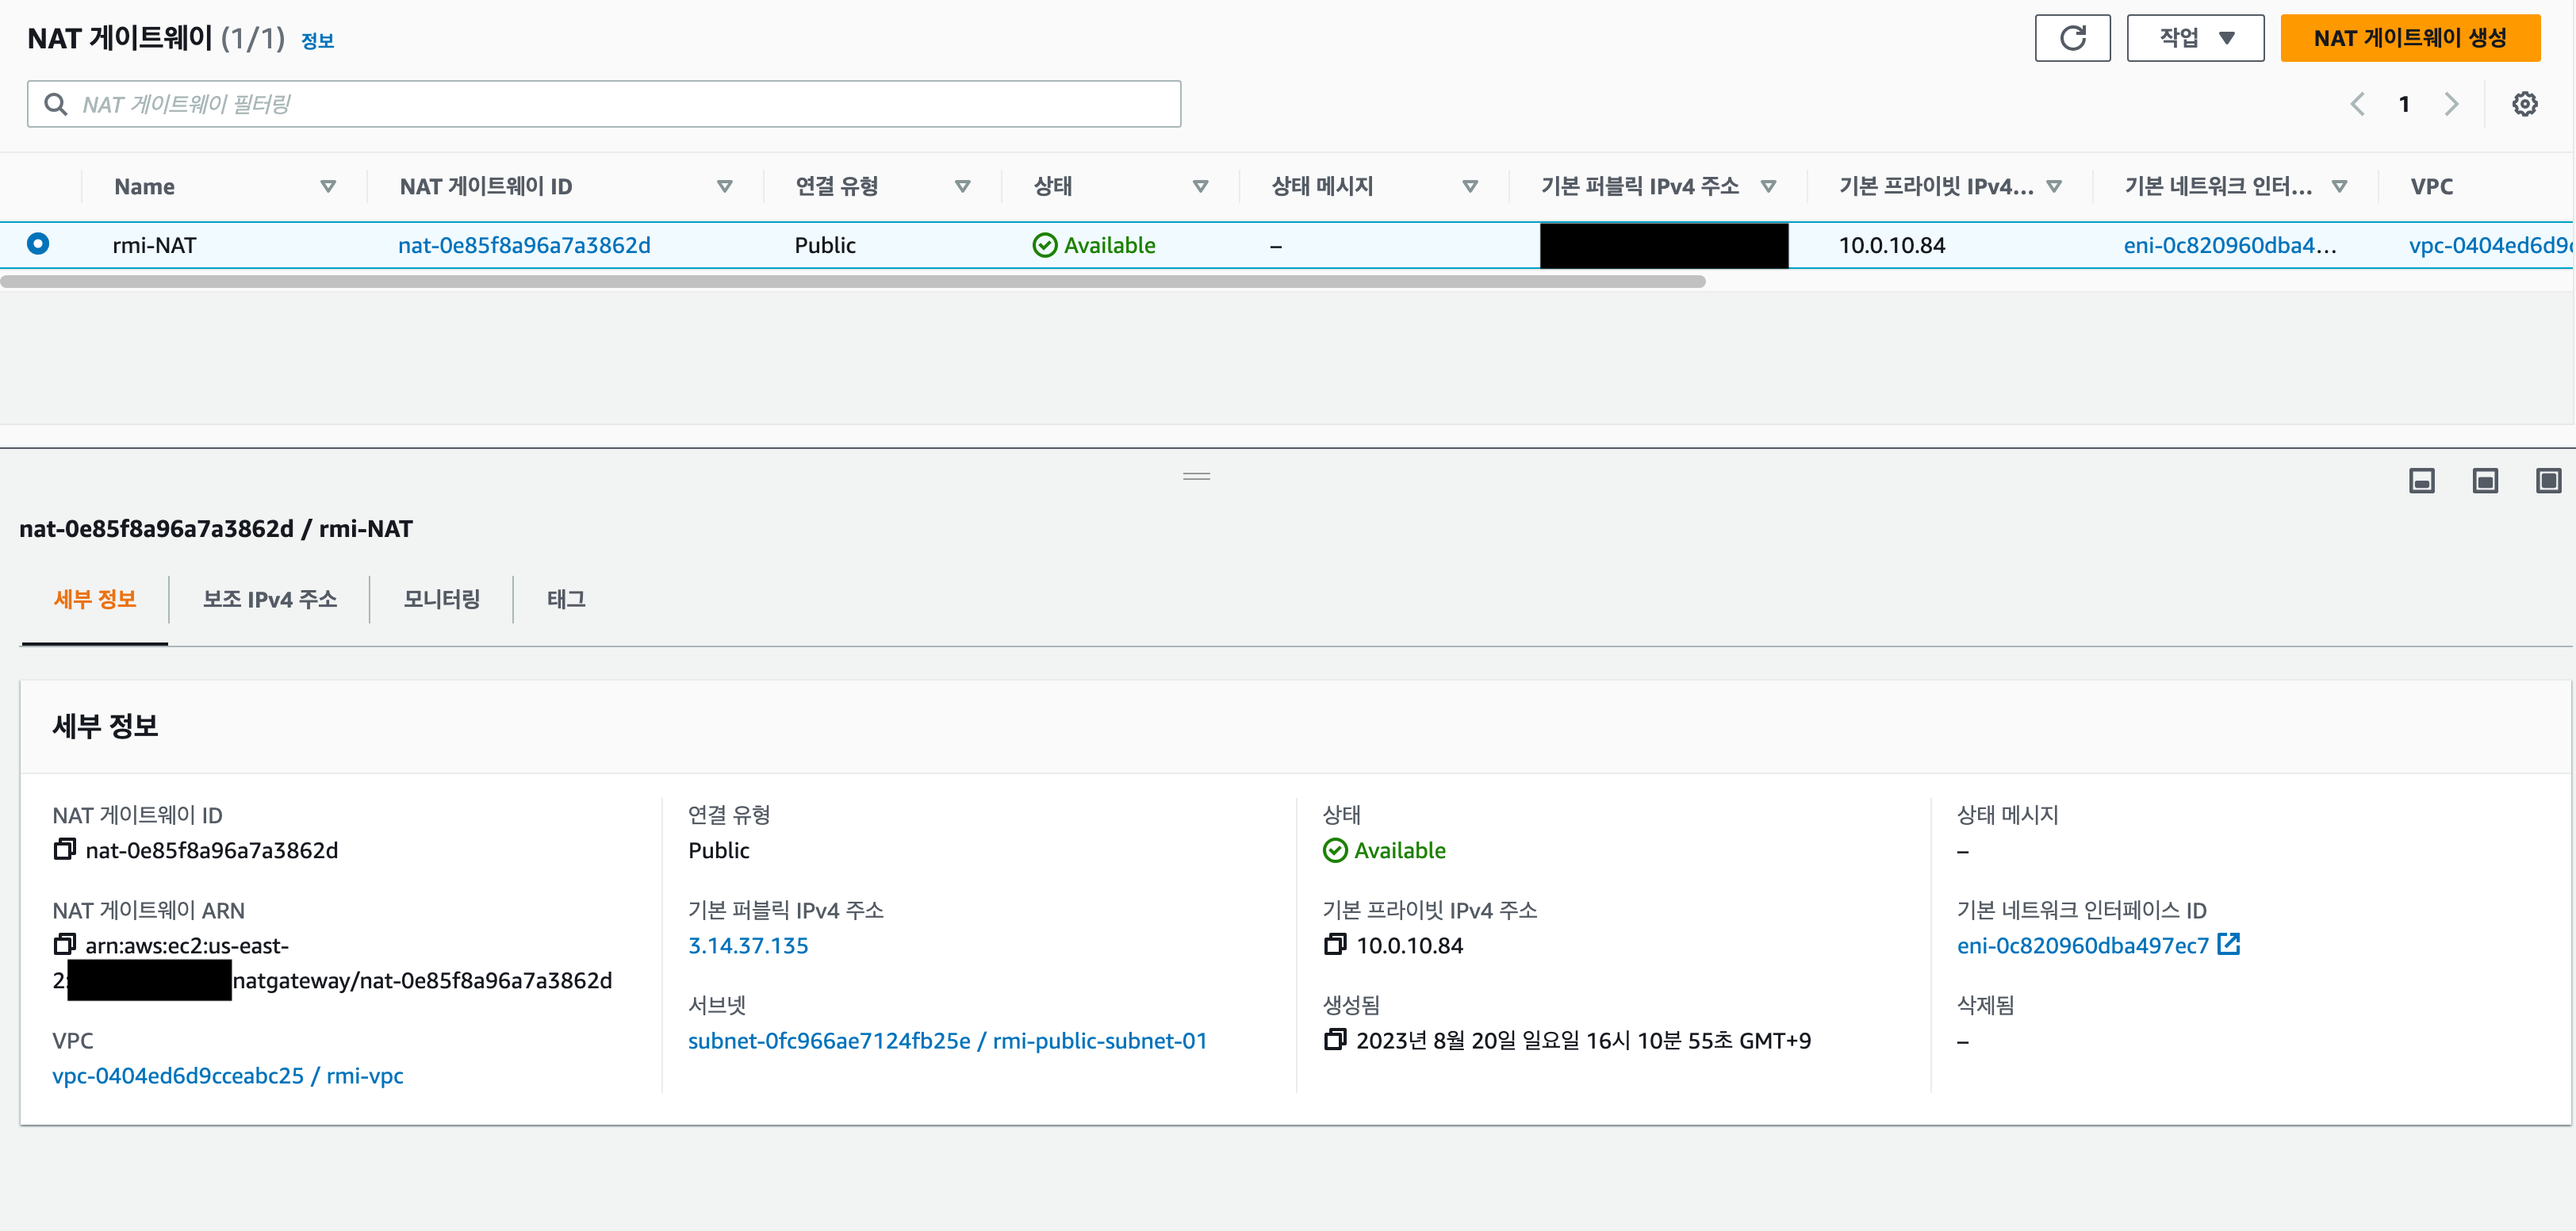 NAT 게이트웨이 (1/1) 정보
작업
NAT 게이트웨이 생성
NAT 게이트웨이 필터링
1
Name
NAT 게이트웨이 ID
연결 유형
상태
상태 메시지
기본 퍼블릭 IPv4 주소
기본 프라이빗 IPv4...
기본 네트워크 인터...
VPC
rmi-NAT
nat-0e85f8a96a7a3862d
Public
Available
–
10.0.10.84
eni-0c820960dba4...
vpc-0404ed6d9c
nat-0e85f8a96a7a3862d / rmi-NAT
세부 정보
보조 IPv4 주소
모니터링
태그
세부 정보
NAT 게이트웨이 ID
nat-0e85f8a96a7a3862d
NAT 게이트웨이 ARN
arn:aws:ec2:us-east-
2: natgateway/nat-0e85f8a96a7a3862d
VPC
vpc-0404ed6d9cceabc25 / rmi-vpc
연결 유형
Public
기본 퍼블릭 IPv4 주소
3.14.37.135
서브넷
subnet-0fc966ae7124fb25e / rmi-public-subnet-01
상태
Available
기본 프라이빗 IPv4 주소
10.0.10.84
생성됨
2023년 8월 20일 일요일 16시 10분 55초 GMT+9
상태 메시지
–
기본 네트워크 인터페이스 ID
eni-0c820960dba497ec7
삭제됨
–